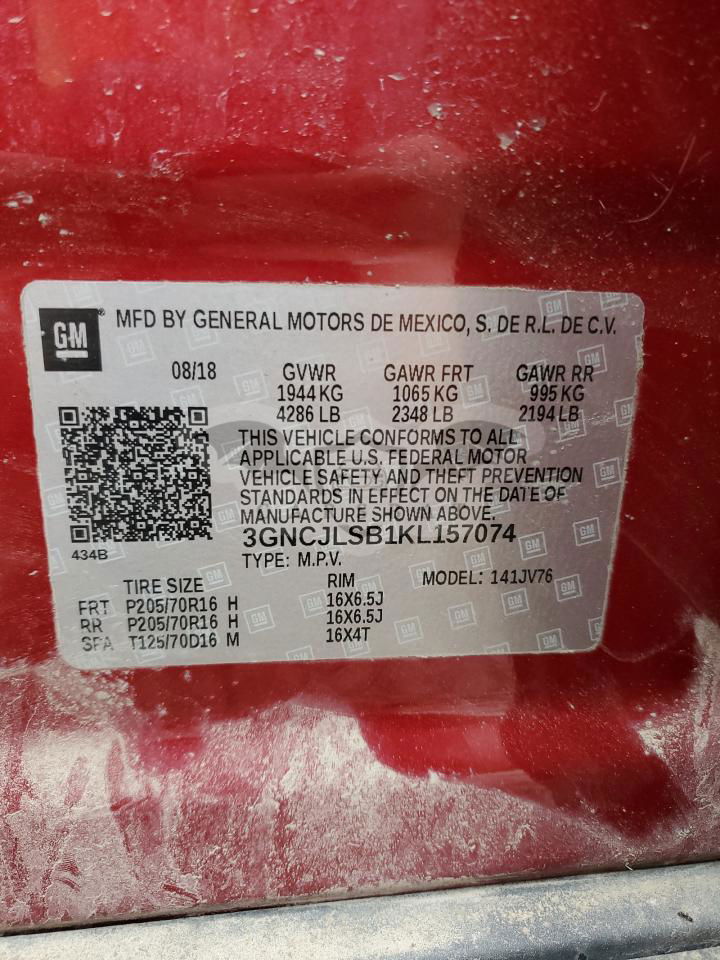 GM ® MFD BY GENERAL MOTORS DE MEXICO, S. DE R.L. DE C.V.
08/18 GVWR GAWR FRT GAWR RR
1944 KG 1065 KG 995 KG
4286 LB 2348 LB 2194 LB
THIS VEHICLE CONFORMS TO ALL
APPLICABLE U.S. FEDERAL MOTOR
VEHICLE SAFETY AND THEFT PREVENTION
STANDARDS IN EFFECT ON THE DATE OF
MANUFACTURE SHOWN ABOVE.
3GNCJLSB1KL157074
434B
TYPE: M.P.V. MODEL: 141JV76
TIRE SIZE RIM
FRT P205/70R16 H 16X6.5J
RR P205/70R16 H 16X6.5J
SPA T125/70D16 M 16X4T